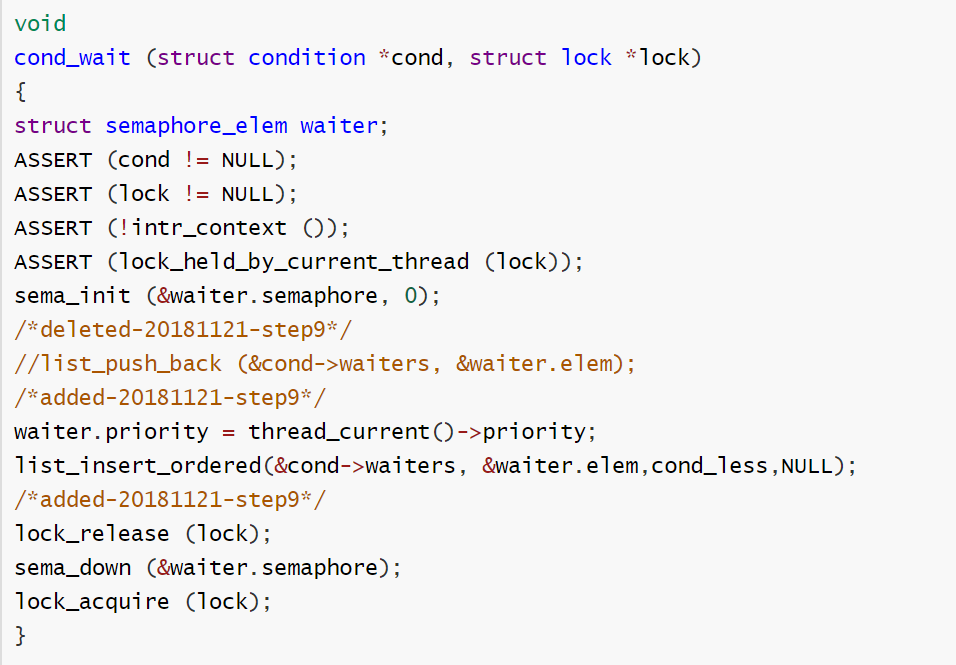 void
cond_wait (struct condition *cond, struct lock *lock)
{
struct semaphore_elem waiter;
ASSERT (cond != NULL);
ASSERT (lock != NULL);
ASSERT (!intr_context ());
ASSERT (lock_held_by_current_thread (lock));
sema_init (&waiter.semaphore, 0);
/*deleted-20181121-step9*/
//list_push_back (&cond->waiters, &waiter.elem);
/*added-20181121-step9*/
waiter.priority = thread_current()->priority;
list_insert_ordered(&cond->waiters, &waiter.elem,cond_less,NULL);
/*added-20181121-step9*/
lock_release (lock);
sema_down (&waiter.semaphore);
lock_acquire (lock);
}